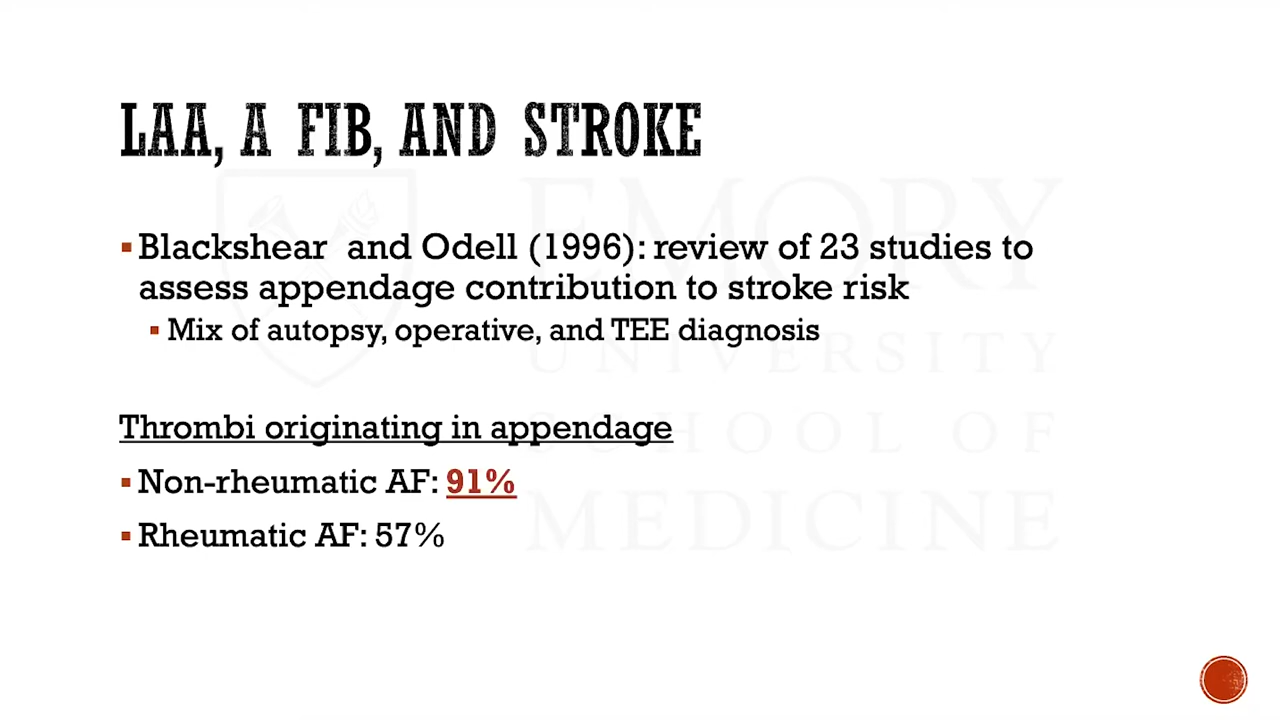 LAA, A FIB, AND STROKE
▪ Blackshear and Odell (1996): review of 23 studies to
assess appendage contribution to stroke risk
▪ Mix of autopsy, operative, and TEE diagnosis
Thrombi originating in appendage
▪ Non-rheumatic AF: 91%
▪ Rheumatic AF: 57%
EMORY
UNIVERSITY
SCHOOL OF
MEDICINE